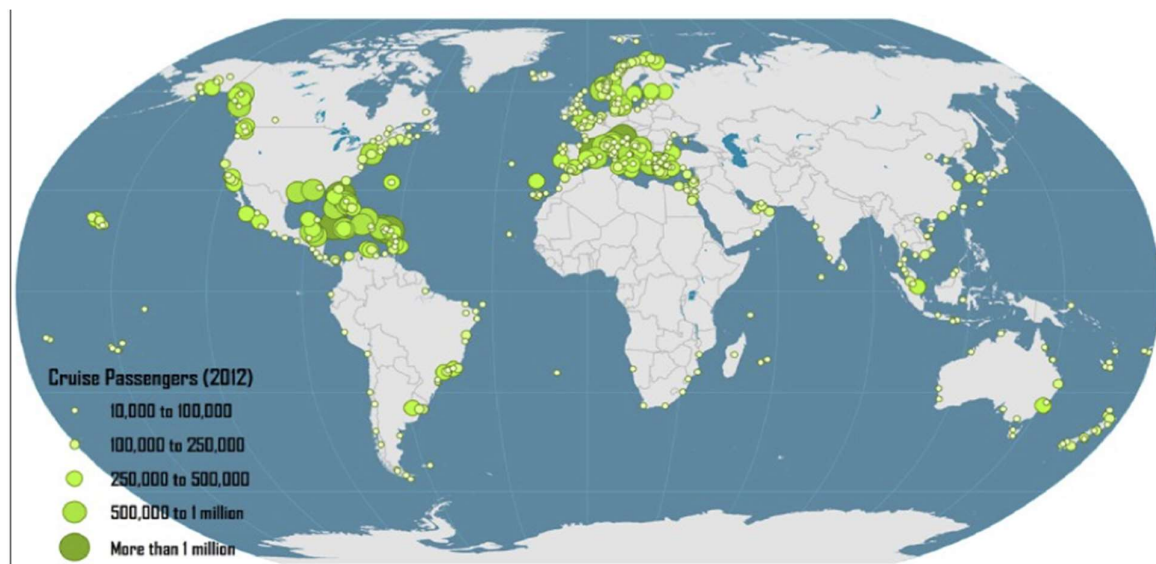 Cruise Passengers (2012)
10,000 to 100,000
100,000 to 250,000
250,000 to 500,000
500,000 to 1 million
More than 1 million